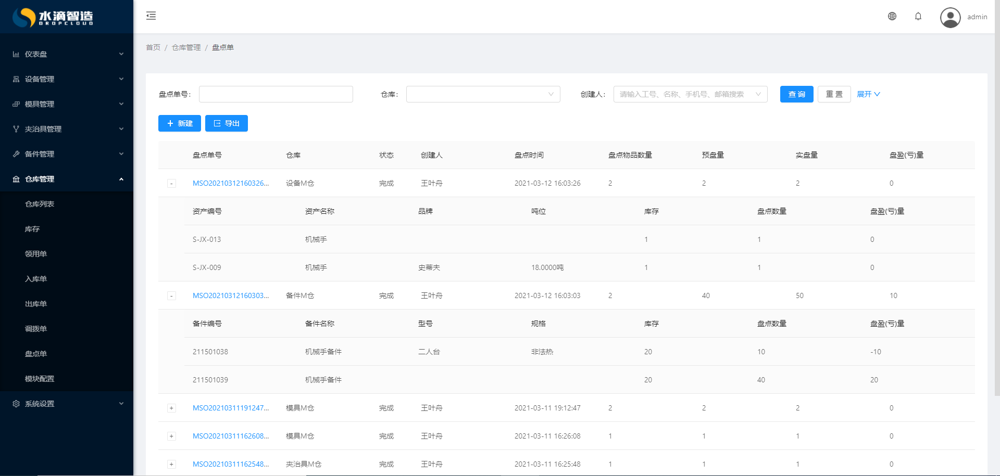 水滴智造
DROPCLOUD
admin
仪表盘
设备管理
模具管理
夹治具管理
备件管理
仓库管理
仓库列表
库存
领用单
入库单
出库单
调拨单
盘点单
模块配置
系统设置
首页 / 仓库管理 / 盘点单
盘点单号: 仓库: 创建人: 请输入工号、名称、手机号、邮箱搜索 查 询 重 置 展开
+ 新建 导出
盘点单号 仓库 状态 创建人 盘点时间 盘点物品数量 预盘量 实盘量 盘盈(亏)量
- MSO20210312160326... 设备M仓 完成 王叶舟 2021-03-12 16:03:26 2 2 2 0
资产编号 资产名称 品牌 吨位 库存 盘点数量 盘盈(亏)量
S-JX-013 机械手 1 1 0
S-JX-009 机械手 史蒂夫 18.0000吨 1 1 0
- MSO20210312160303... 备件M仓 完成 王叶舟 2021-03-12 16:03:03 2 40 50 10
备件编号 备件名称 型号 规格 库存 盘点数量 盘盈(亏)量
211501038 机械手备件 二人台 非法热 20 10 -10
211501039 机械手备件 20 40 20
+ MSO20210311191247... 模具M仓 完成 王叶舟 2021-03-11 19:12:47 2 2 2 0
+ MSO20210311162608... 模具M仓 完成 王叶舟 2021-03-11 16:26:08 1 1 1 0
+ MSO20210311162548... 夹治具M仓 完成 王叶舟 2021-03-11 16:25:48 1 1 1 0